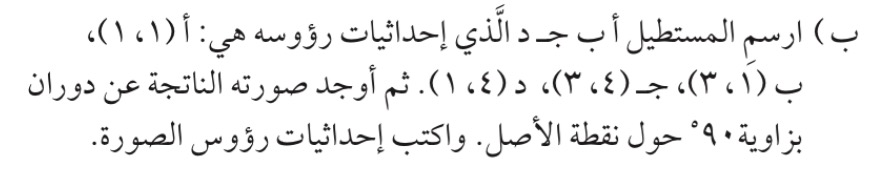 ب) ارسمِ المستطيل أ ب جـ د الَّذي إحداثيات رؤوسه هي: أ (١، ١)،
ب (١، ٣)، جـ (٤، ٣)، د (٤، ١). ثم أوجد صورته الناتجة عن دوران
بزاوية ٩٠° حول نقطة الأصل. واكتب إحداثيات رؤوس الصورة.